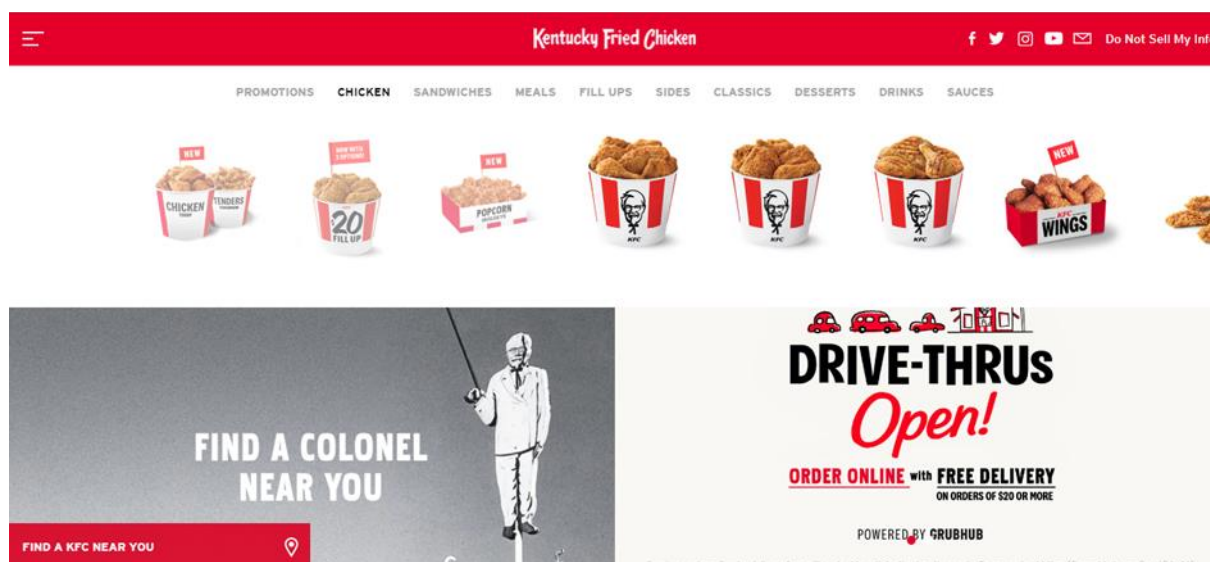 Kentucky Fried Chicken
Do Not Sell My Inf
PROMOTIONS CHICKEN SANDWICHES MEALS FILL UPS SIDES CLASSICS DESSERTS DRINKS SAUCES
NEW
CHICKEN
TENDERS
$20
FILL UP
NEW
POPCORN
KFC
KFC
KFC
NEW
KFC
WINGS
FIND A COLONEL
NEAR YOU
FIND A KFC NEAR YOU
DRIVE-THRUs
Open!
ORDER ONLINE with FREE DELIVERY
ON ORDERS OF $20 OR MORE
POWERED BY GRUBHUB